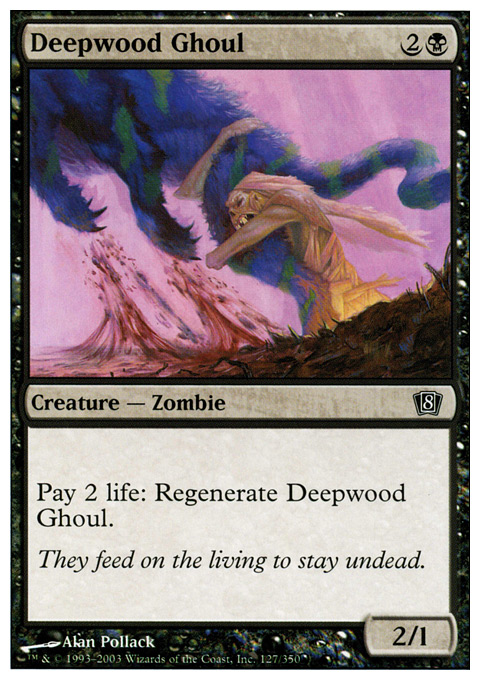 Deepwood Ghoul 2
Creature — Zombie 8
Pay 2 life: Regenerate Deepwood
Ghoul.
They feed on the living to stay undead.
Alan Pollack
2/1
™ & © 1993–2003 Wizards of the Coast, Inc. 127/350